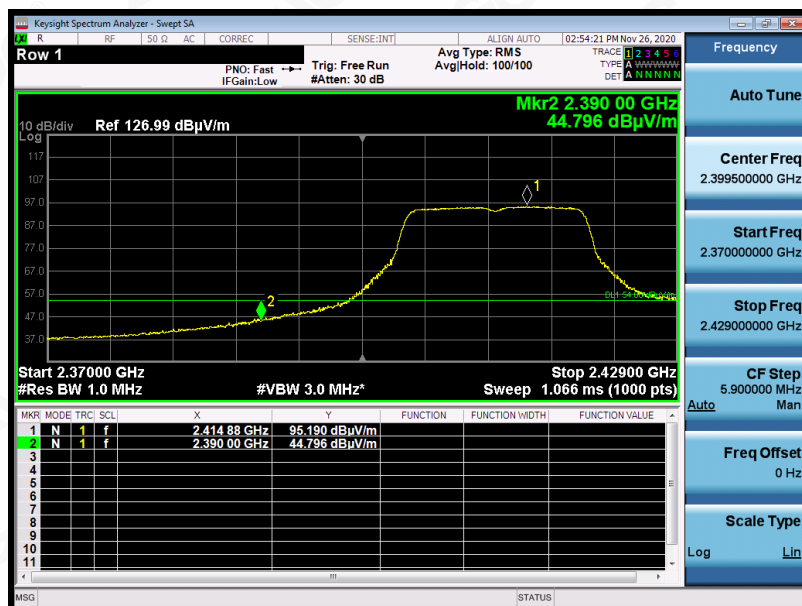 Keysight Spectrum Analyzer - Swept SA
R RF 50 Ω AC CORREC SENSE:INT ALIGN AUTO 02:54:21 PM Nov 26, 2020
Row 1
PNO: Fast
IFGain:Low
Trig: Free Run
#Atten: 30 dB
Avg Type: RMS
Avg|Hold: 100/100
TRACE 1 2 3 4 5 6
TYPE A WWWWW
DET A N N N N N
Mkr2 2.390 00 GHz
44.796 dBµV/m
10 dB/div Ref 126.99 dBµV/m
Log
117
107
97.0
87.0
77.0
67.0
57.0
47.0
37.0
1
2
DL1 54.00 dBµV/m
Start 2.37000 GHz Stop 2.42900 GHz
#Res BW 1.0 MHz #VBW 3.0 MHz* Sweep 1.066 ms (1000 pts)
MKR MODE TRC SCL X Y FUNCTION FUNCTION WIDTH FUNCTION VALUE
1 N 1 f 2.414 88 GHz 95.190 dBµV/m
2 N 1 f 2.390 00 GHz 44.796 dBµV/m
3
4
5
6
7
8
9
10
11
MSG STATUS
Frequency
Auto Tune
Center Freq
2.399500000 GHz
Start Freq
2.370000000 GHz
Stop Freq
2.429000000 GHz
CF Step
5.900000 MHz
Auto Man
Freq Offset
0 Hz
Scale Type
Log Lin